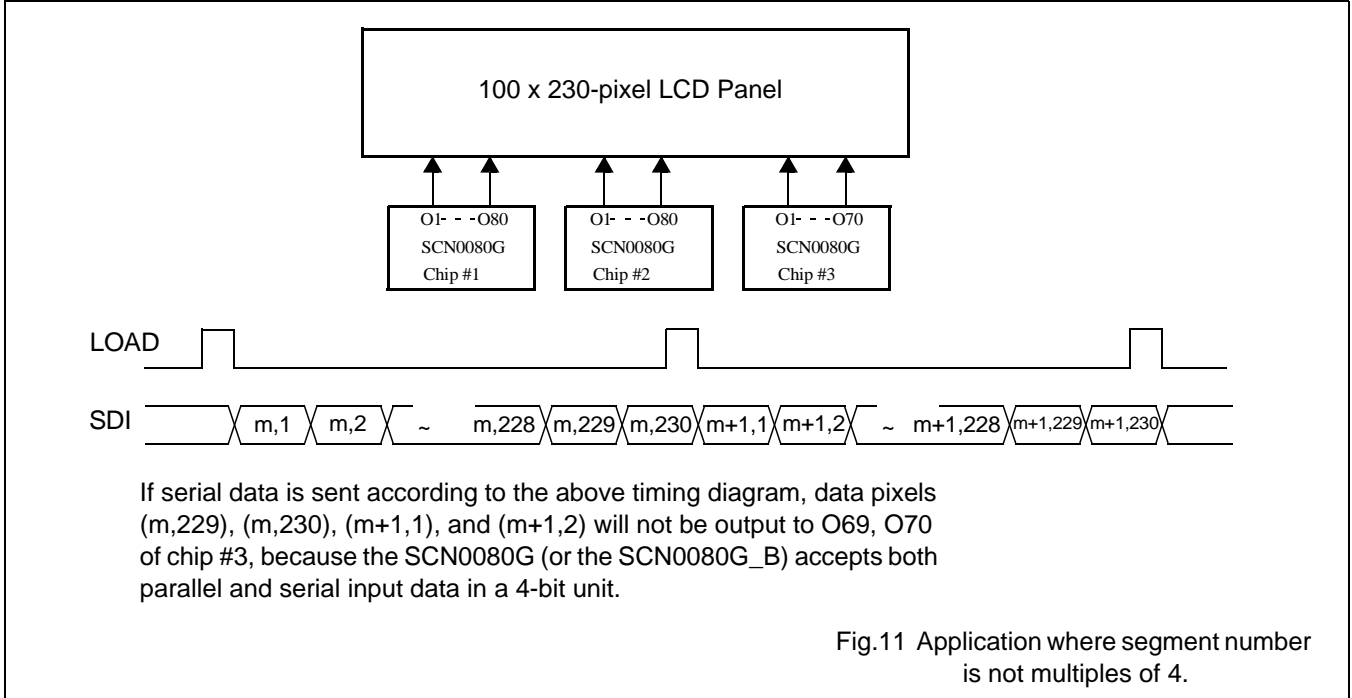 100 x 230-pixel LCD Panel
O1- - -O80
SCN0080G
Chip #1
O1- - -O80
SCN0080G
Chip #2
O1- - -O70
SCN0080G
Chip #3
LOAD
SDI m,1 m,2 ~ m,228 m,229 m,230 m+1,1 m+1,2 ~ m+1,228 m+1,229 m+1,230
If serial data is sent according to the above timing diagram, data pixels
(m,229), (m,230), (m+1,1), and (m+1,2) will not be output to O69, O70
of chip #3, because the SCN0080G (or the SCN0080G_B) accepts both
parallel and serial input data in a 4-bit unit.
Fig.11 Application where segment number
is not multiples of 4.